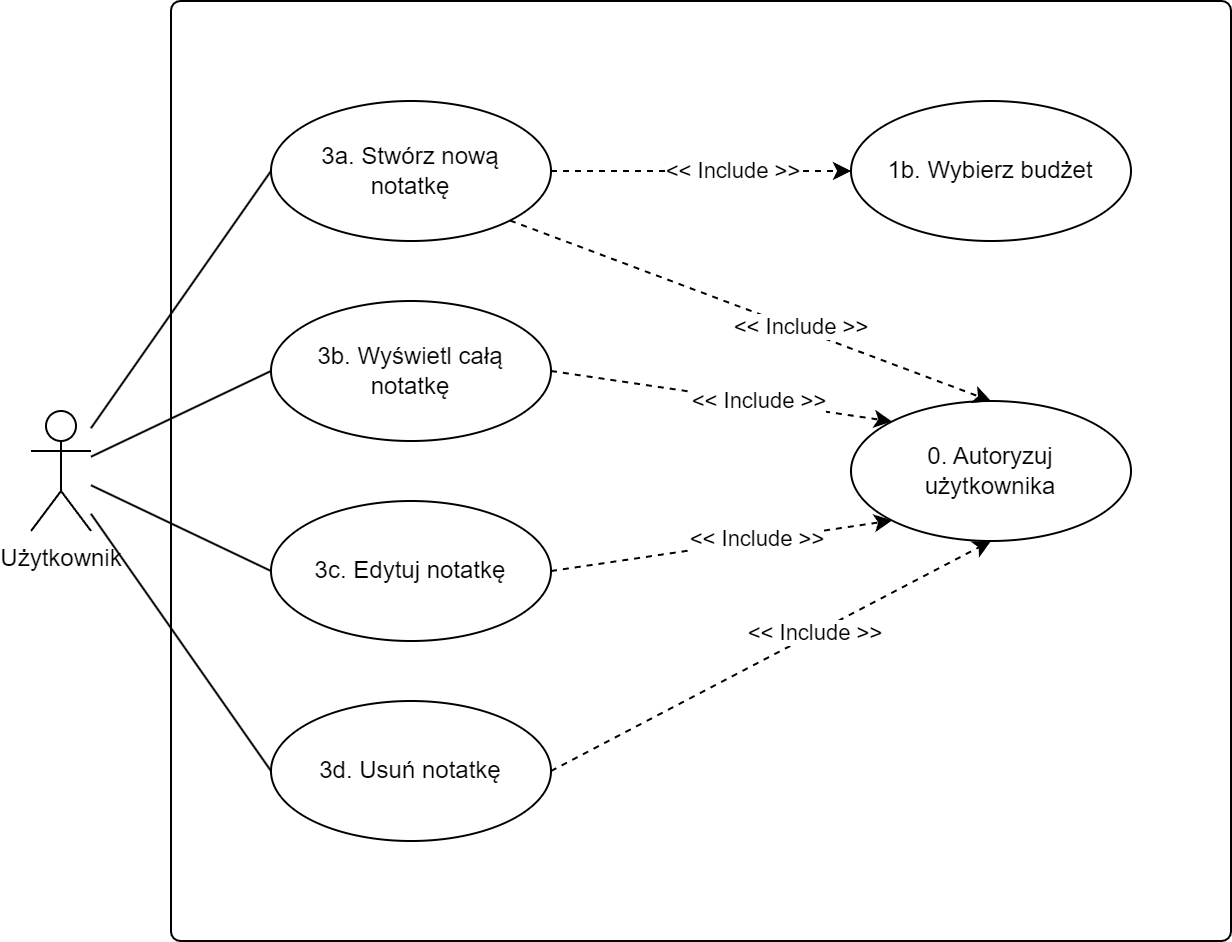 3a. Stwórz nową
notatkę
<< Include >>
1b. Wybierz budżet
<< Include >>
3b. Wyświetl całą
notatkę
<< Include >>
0. Autoryzuj
użytkownika
Użytkownik
<< Include >>
3c. Edytuj notatkę
<< Include >>
3d. Usuń notatkę